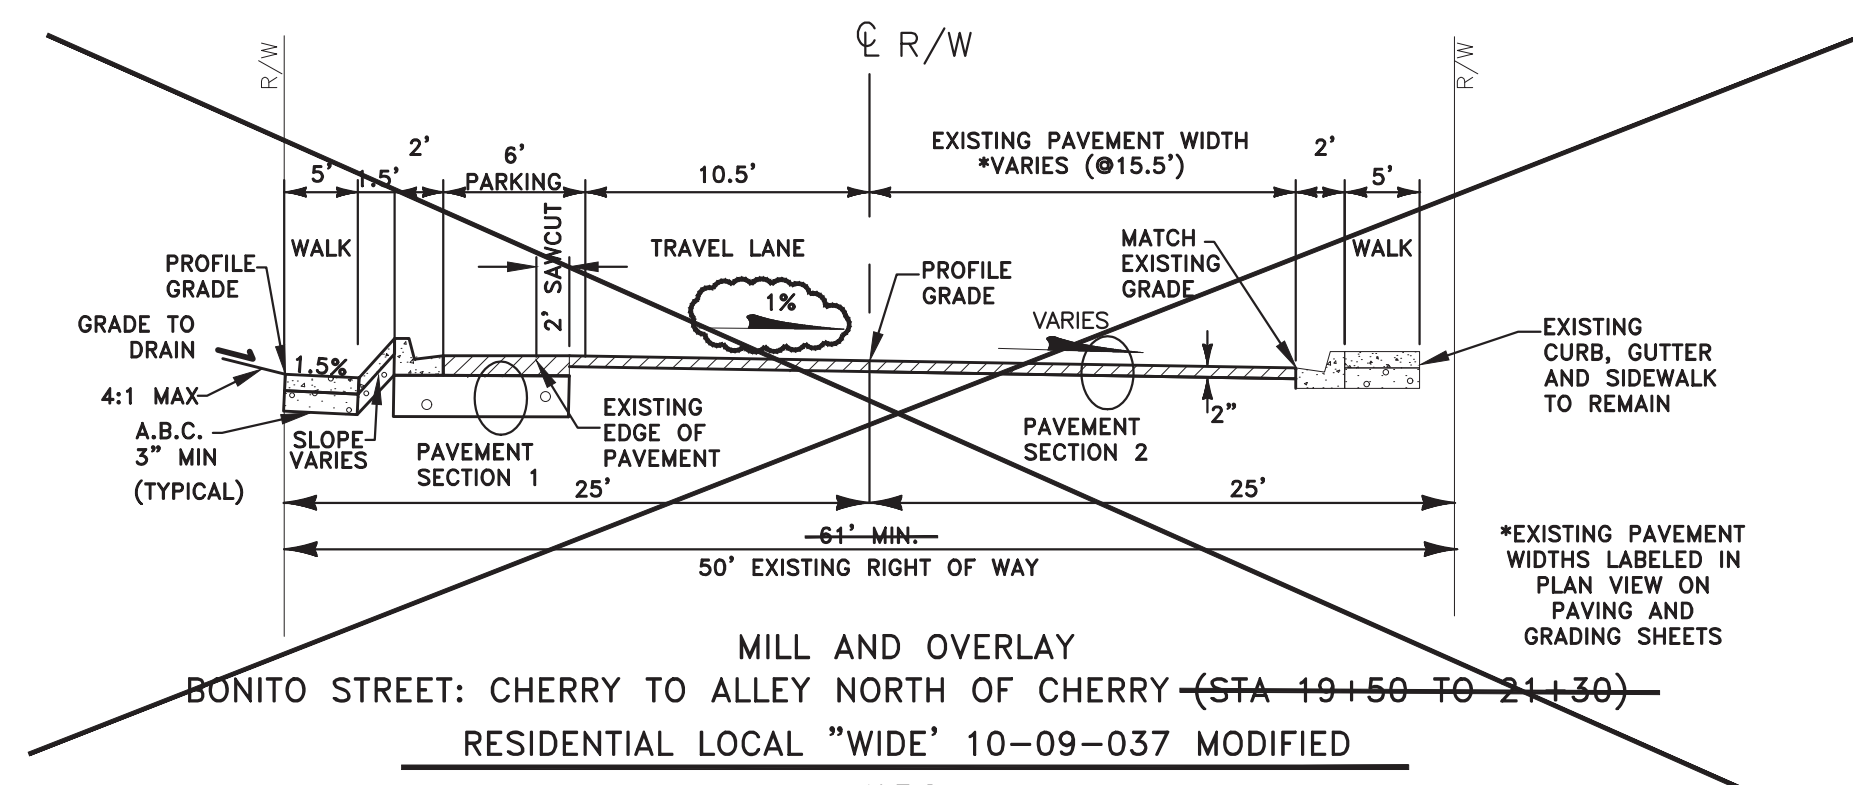 ℄ R/W
R/W
R/W
5'
1.5'
2'
6'
PARKING
10.5'
EXISTING PAVEMENT WIDTH
*VARIES (@15.5')
2'
5'
WALK
2' SAWCUT
TRAVEL LANE
MATCH
EXISTING
GRADE
WALK
PROFILE
GRADE
1%
PROFILE
GRADE
VARIES
GRADE TO
DRAIN
1.5%
4:1 MAX
A.B.C.
3" MIN
(TYPICAL)
SLOPE
VARIES
PAVEMENT
SECTION 1
EXISTING
EDGE OF
PAVEMENT
PAVEMENT
SECTION 2
2"
EXISTING
CURB, GUTTER
AND SIDEWALK
TO REMAIN
25'
25'
61' MIN.
50' EXISTING RIGHT OF WAY
*EXISTING PAVEMENT
WIDTHS LABELED IN
PLAN VIEW ON
PAVING AND
GRADING SHEETS
MILL AND OVERLAY
BONITO STREET: CHERRY TO ALLEY NORTH OF CHERRY (STA 19+50 TO 21+30)
RESIDENTIAL LOCAL "WIDE' 10-09-037 MODIFIED